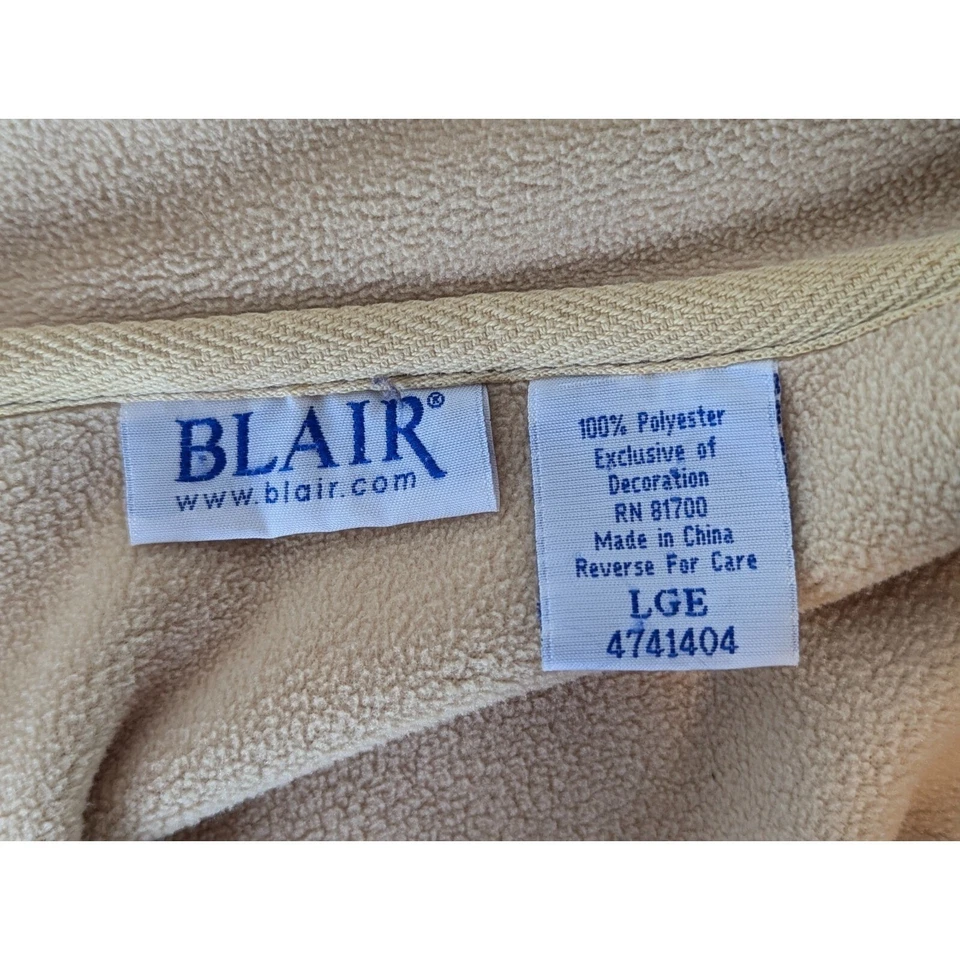 BLAIR®
www.blair.com
100% Polyester
Exclusive of
Decoration
RN 81700
Made in China
Reverse For Care
LGE
4741404